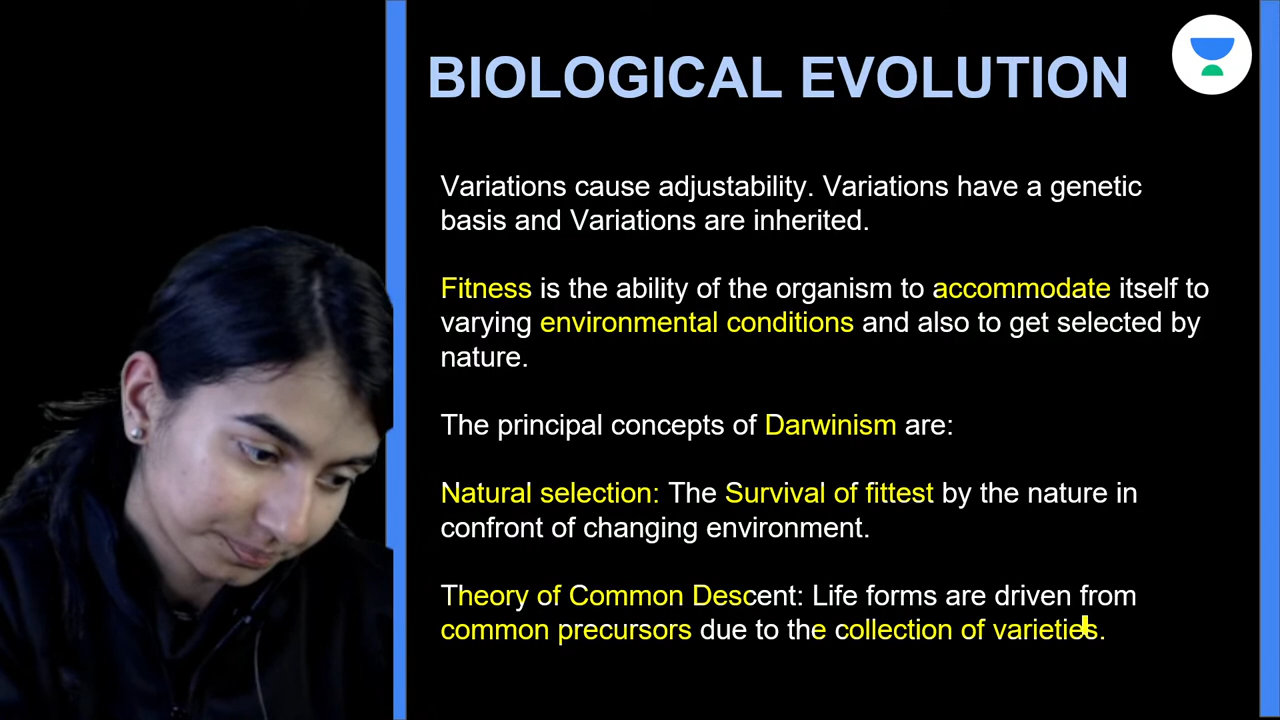 BIOLOGICAL EVOLUTION
Variations cause adjustability. Variations have a genetic
basis and Variations are inherited.
Fitness is the ability of the organism to accommodate itself to
varying environmental conditions and also to get selected by
nature.
The principal concepts of Darwinism are:
Natural selection: The Survival of fittest by the nature in
confront of changing environment.
Theory of Common Descent: Life forms are driven from
common precursors due to the collection of varieties.